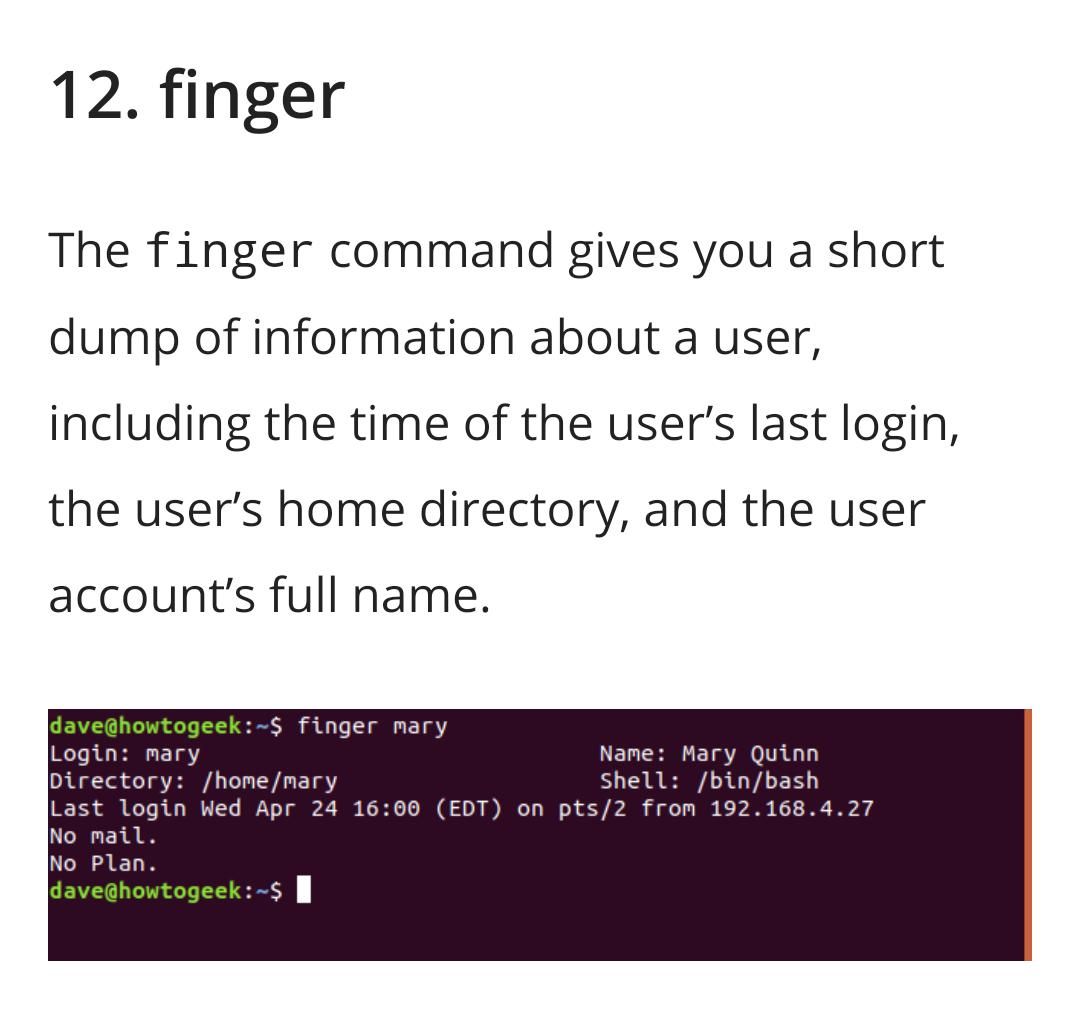 12. finger
The finger command gives you a short
dump of information about a user,
including the time of the user’s last login,
the user’s home directory, and the user
account’s full name.
dave@howtogeek:~$ finger mary
Login: mary Name: Mary Quinn
Directory: /home/mary Shell: /bin/bash
Last login Wed Apr 24 16:00 (EDT) on pts/2 from 192.168.4.27
No mail.
No Plan.
dave@howtogeek:~$